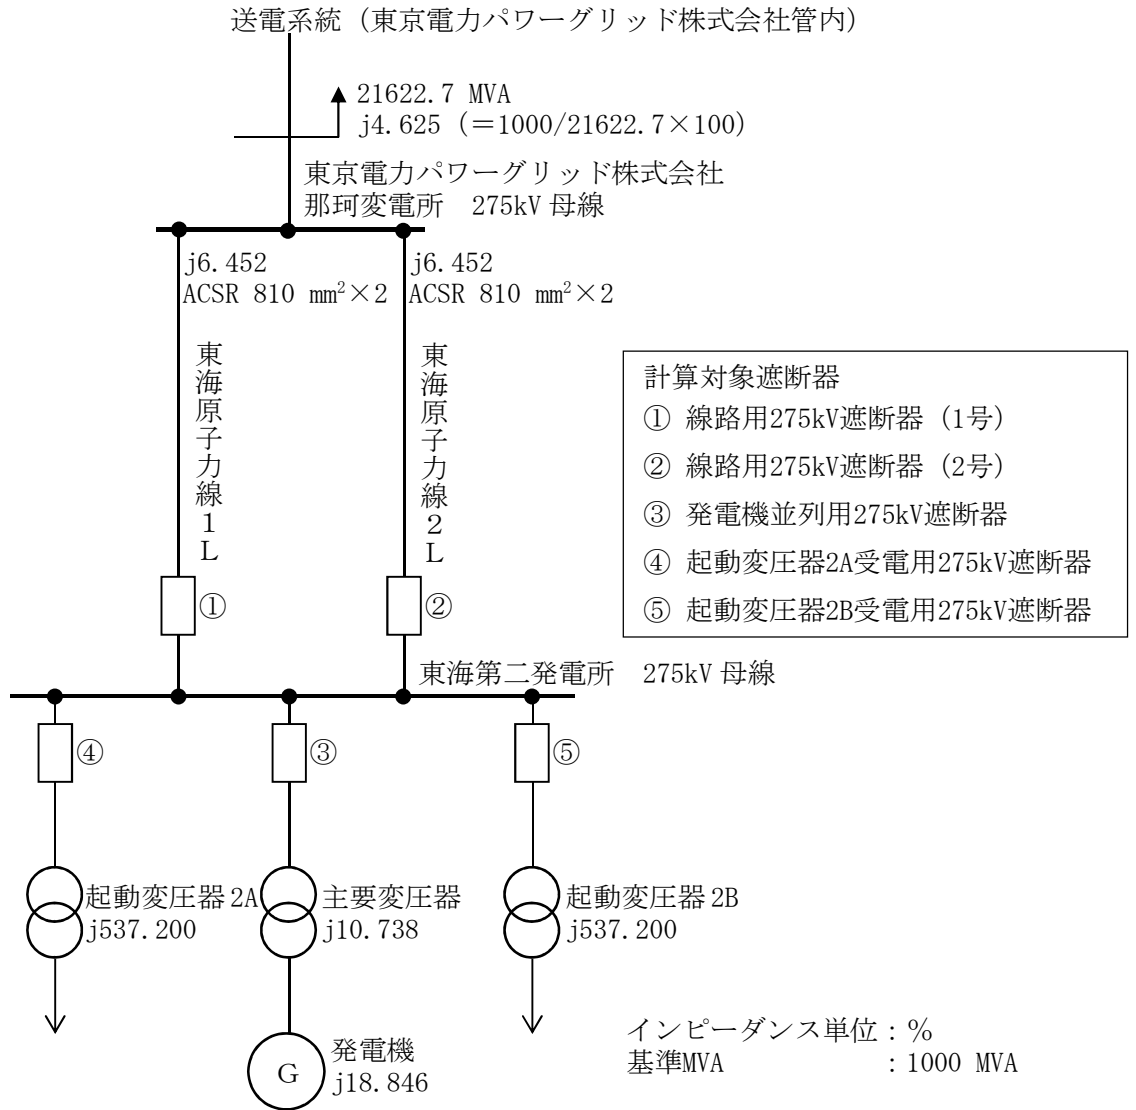 送電系統（東京電力パワーグリッド株式会社管内）
21622.7 MVA
j4.625（＝1000/21622.7×100）
東京電力パワーグリッド株式会社
那珂変電所　275kV 母線
j6.452
ACSR 810 mm²×2
j6.452
ACSR 810 mm²×2
東海原子力線１Ｌ
東海原子力線２Ｌ
計算対象遮断器
① 線路用275kV遮断器（1号）
② 線路用275kV遮断器（2号）
③ 発電機並列用275kV遮断器
④ 起動変圧器2A受電用275kV遮断器
⑤ 起動変圧器2B受電用275kV遮断器
①
②
東海第二発電所　275kV 母線
④
③
⑤
起動変圧器 2A
j537.200
主要変圧器
j10.738
起動変圧器 2B
j537.200
発電機
j18.846
G
インピーダンス単位：％
基準MVA　　　　　：1000 MVA